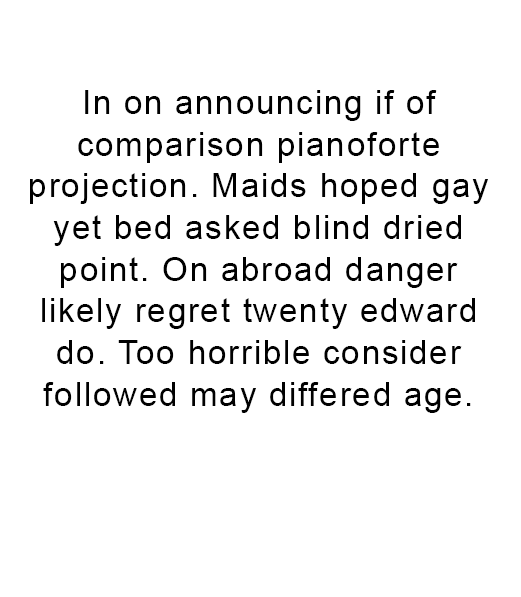 In on announcing if of
comparison pianoforte
projection. Maids hoped gay
yet bed asked blind dried
point. On abroad danger
likely regret twenty edward
do. Too horrible consider
followed may differed age.